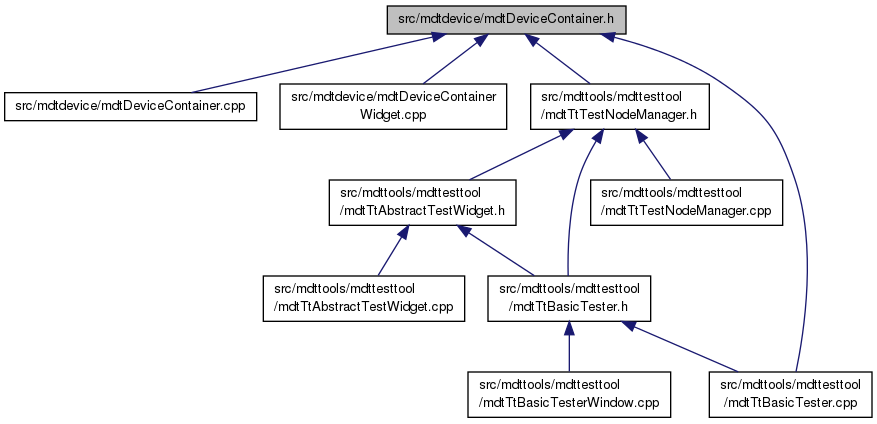 src/mdtdevice/mdtDeviceContainer.h
src/mdtdevice/mdtDeviceContainer.cpp
src/mdtdevice/mdtDeviceContainer
Widget.cpp
src/mdttools/mdttesttool
/mdtTtTestNodeManager.h
src/mdttools/mdttesttool
/mdtTtAbstractTestWidget.h
src/mdttools/mdttesttool
/mdtTtTestNodeManager.cpp
src/mdttools/mdttesttool
/mdtTtAbstractTestWidget.cpp
src/mdttools/mdttesttool
/mdtTtBasicTester.h
src/mdttools/mdttesttool
/mdtTtBasicTesterWindow.cpp
src/mdttools/mdttesttool
/mdtTtBasicTester.cpp